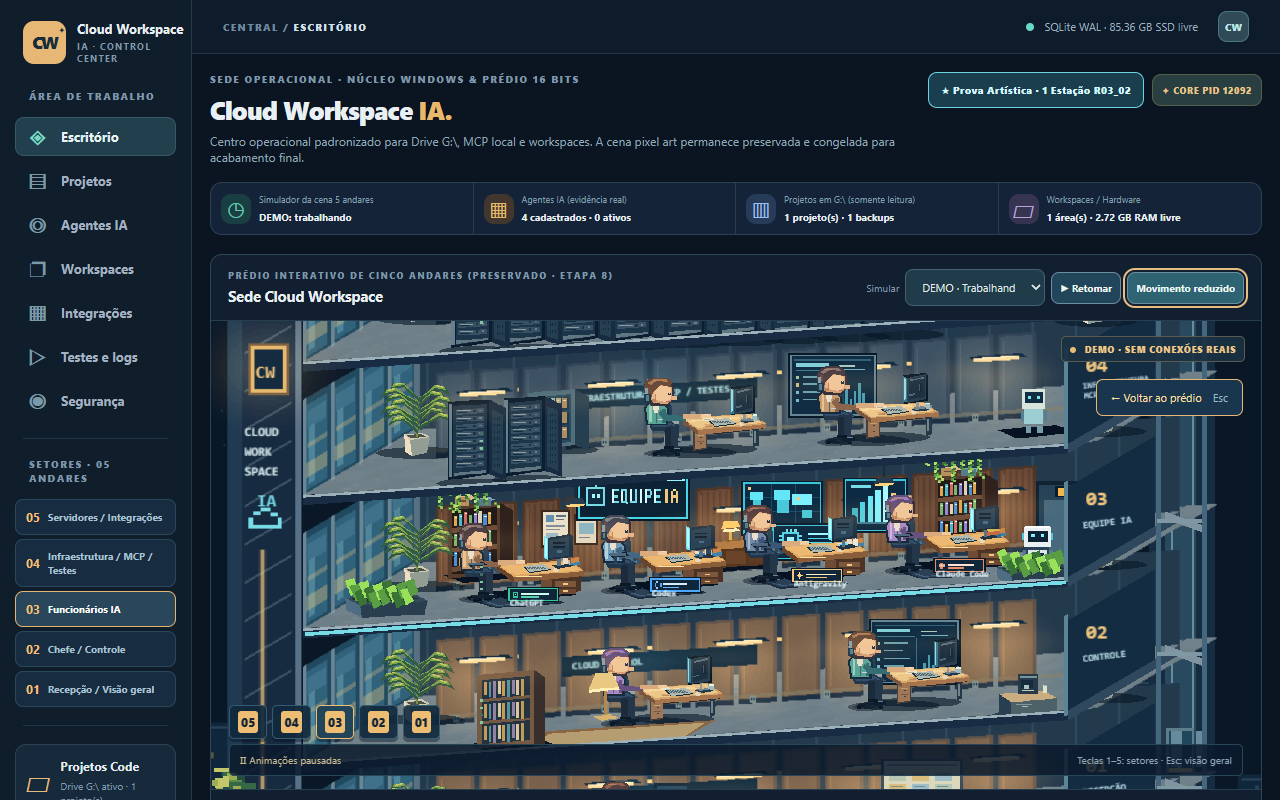 CW
Cloud Workspace
IA · CONTROL
CENTER
ÁREA DE TRABALHO
Escritório
Projetos
Agentes IA
Workspaces
Integrações
Testes e logs
Segurança
SETORES · 05
ANDARES
05 Servidores / Integrações
04 Infraestrutura / MCP /
Testes
03 Funcionários IA
02 Chefe / Controle
01 Recepção / Visão geral
Projetos Code
Drive G:\ ativo · 1
projeto(s)
CENTRAL / ESCRITÓRIO
SQLite WAL · 85.36 GB SSD livre
CW
SEDE OPERACIONAL · NÚCLEO WINDOWS & PRÉDIO 16 BITS
Cloud Workspace IA.
Centro operacional padronizado para Drive G:\, MCP local e workspaces. A cena pixel art permanece preservada e congelada para
acabamento final.
★ Prova Artística · 1 Estação R03_02
✦ CORE PID 12092
Simulador da cena 5 andares
DEMO: trabalhando
Agentes IA (evidência real)
4 cadastrados · 0 ativos
Projetos em G:\ (somente leitura)
1 projeto(s) · 1 backups
Workspaces / Hardware
1 área(s) · 2.72 GB RAM livre
PRÉDIO INTERATIVO DE CINCO ANDARES (PRESERVADO · ETAPA 8)
Sede Cloud Workspace
Simular
DEMO · Trabalhand
▶ Retomar
Movimento reduzido
DEMO · SEM CONEXÕES REAIS
04
← Voltar ao prédio Esc
CW
CLOUD
WORK
SPACE
IA
RAESTRUTUR
P / TESTES
EQUIPE IA
03
EQUIPE IA
ChatGPT
Codex
Antigravity
Claude Code
02
CONTROLE
CLOUD
OL
05
04
03
02
01
II Animações pausadas
Teclas 1–5: setores · Esc: visão geral
01